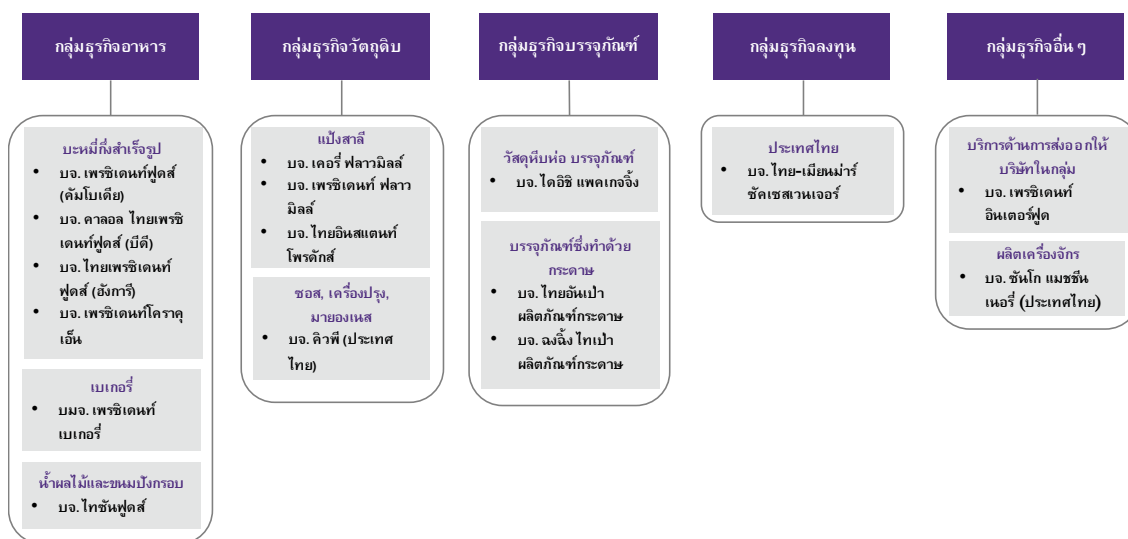 กลุ่มธุรกิจอาหาร
บะหมี่กึ่งสำเร็จรูป
• บจ. เพรซิเดนท์ฟูดส์
(คัมโบเดีย)
• บจ. คาลอล ไทยเพรซิ
เดนท์ฟูดส์ (บีดี)
• บจ. ไทยเพรซิเดนท์
ฟูดส์ (ฮังการี)
• บจ. เพรซิเดนท์โคราคุ
เอ็น
เบเกอรี่
• บมจ. เพรซิเดนท์
เบเกอรี่
น้ำผลไม้และขนมปังกรอบ
• บจ. ไทซันฟูดส์
กลุ่มธุรกิจวัตถุดิบ
แป้งสาลี
• บจ. เคอรี่ ฟลาวมิลล์
• บจ. เพรซิเดนท์ ฟลาว
มิลล์
• บจ. ไทยอินสแตนท์
โพรดักส์
ซอส, เครื่องปรุง,
มายองเนส
• บจ. คิวพี (ประเทศ
ไทย)
กลุ่มธุรกิจบรรจุภัณฑ์
วัสดุหีบห่อ บรรจุภัณฑ์
• บจ. ไดอิชิ แพคเกจจิ้ง
บรรจุภัณฑ์ซึ่งทำด้วย
กระดาษ
• บจ. ไทยอันเปา
ผลิตภัณฑ์กระดาษ
• บจ. ฉงฉิ้ง ไทเปา
ผลิตภัณฑ์กระดาษ
กลุ่มธุรกิจลงทุน
ประเทศไทย
• บจ. ไทย-เมียนม่าร์
ซัคเซสเวนเจอร์
กลุ่มธุรกิจอื่น ๆ
บริการด้านการส่งออกให้
บริษัทในกลุ่ม
• บจ. เพรซิเดนท์
อินเตอร์ฟูด
ผลิตเครื่องจักร
• บจ. ซันโก แมชชีน
เนอรี่ (ประเทศไทย)